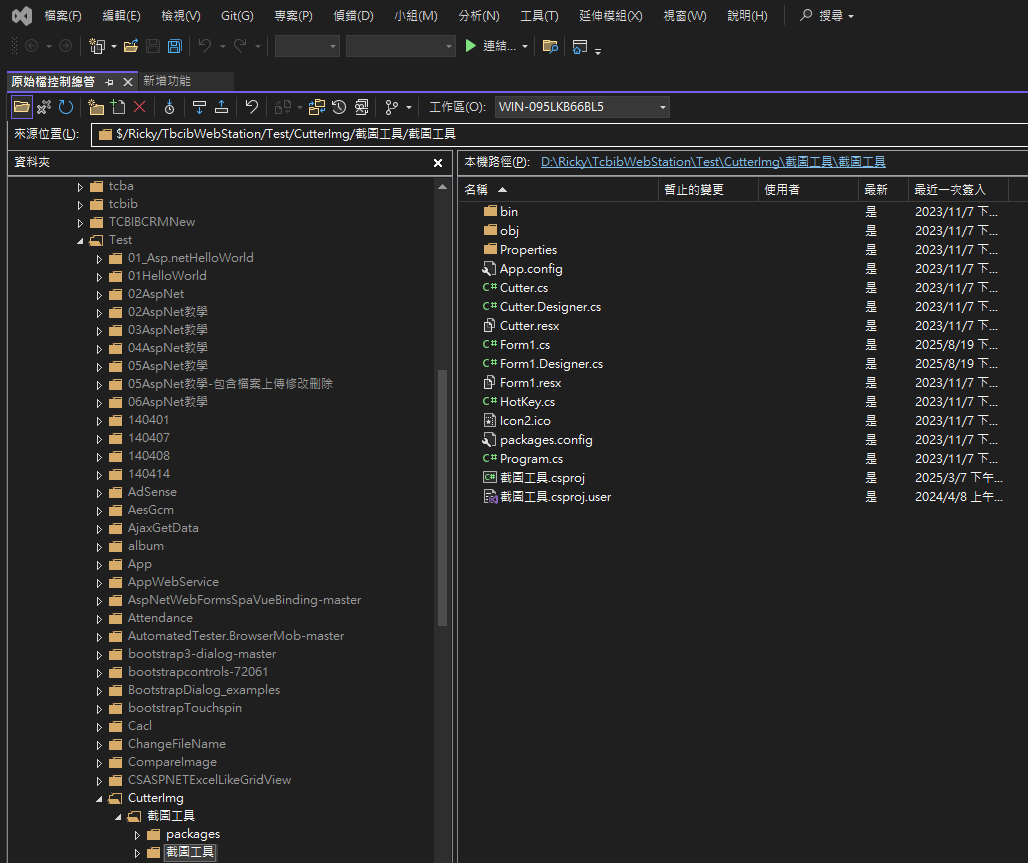 檔案(F) 編輯(E) 檢視(V) Git(G) 專案(P) 偵錯(D) 小組(M) 分析(N) 工具(T) 延伸模組(X) 視窗(W) 說明(H) 搜尋
連結...
原始檔控制總管 新增功能
工作區(O): WIN-095LKB66BL5
來源位置(L): $/Ricky/TbcibWebStation/Test/CutterImg/截圖工具/截圖工具
資料夾
tcba
tcbib
TCBIBCRMNew
Test
01_Asp.netHelloWorld
01HelloWorld
02AspNet
02AspNet教學
03AspNet教學
04AspNet教學
05AspNet教學
05AspNet教學-包含檔案上傳修改刪除
06AspNet教學
140401
140407
140408
140414
AdSense
AesGcm
AjaxGetData
album
App
AppWebService
AspNetWebFormsSpaVueBinding-master
Attendance
AutomatedTester.BrowserMob-master
bootstrap3-dialog-master
bootstrapcontrols-72061
BootstrapDialog_examples
bootstrapTouchspin
Cacl
ChangeFileName
CompareImage
CSASPNETExcelLikeGridView
CutterImg
截圖工具
packages
截圖工具
本機路徑(P): D:\Ricky\TcbibWebStation\Test\CutterImg\截圖工具\截圖工具
名稱 暫止的變更 使用者 最新 最近一次簽入
bin 是 2023/11/7 下...
obj 是 2023/11/7 下...
Properties 是 2023/11/7 下...
App.config 是 2023/11/7 下...
C# Cutter.cs 是 2023/11/7 下...
C# Cutter.Designer.cs 是 2023/11/7 下...
Cutter.resx 是 2023/11/7 下...
C# Form1.cs 是 2025/8/19 下...
C# Form1.Designer.cs 是 2025/8/19 下...
Form1.resx 是 2023/11/7 下...
C# HotKey.cs 是 2023/11/7 下...
Icon2.ico 是 2023/11/7 下...
packages.config 是 2023/11/7 下...
C# Program.cs 是 2023/11/7 下...
C# 截圖工具.csproj 是 2025/3/7 下午...
截圖工具.csproj.user 是 2024/4/8 上午...